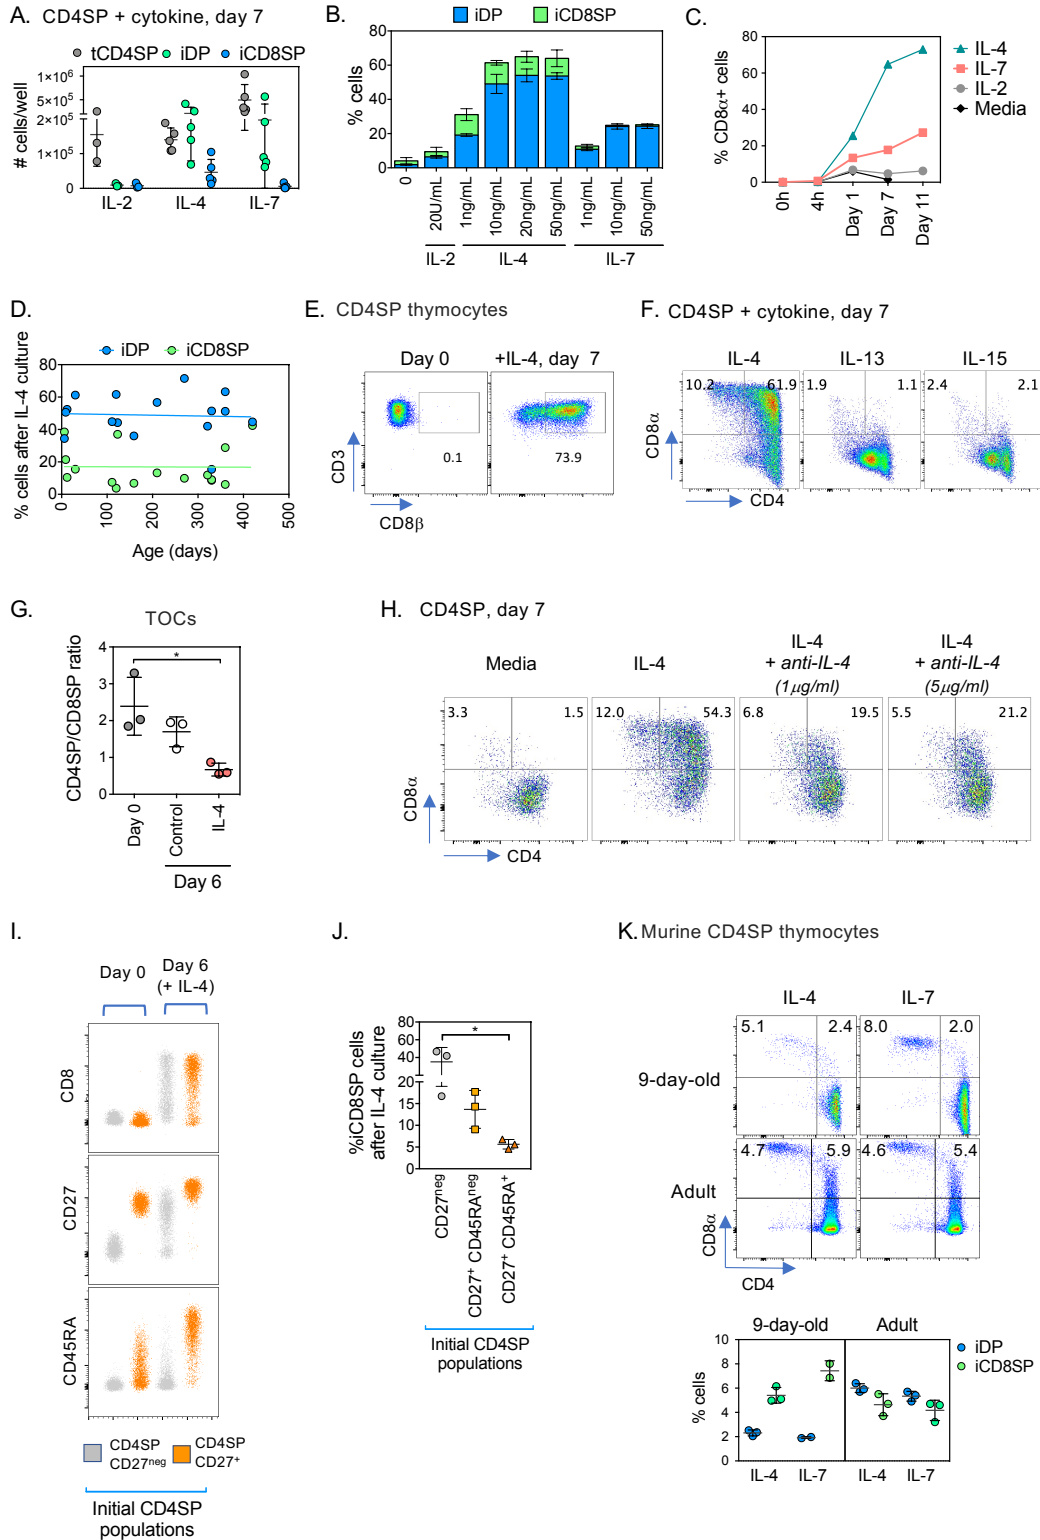 A. CD4SP + cytokine, day 7
tCD4SP iDP iCD8SP
# cells/well
1×10⁶
5×10⁵
2×10⁵
1×10⁵
0
IL-2 IL-4 IL-7
B.
iDP iCD8SP
% cells
80
60
40
20
0
0 20U/mL 1ng/mL 10ng/mL 20ng/mL 50ng/mL 1ng/mL 10ng/mL 50ng/mL
IL-2 IL-4 IL-7
C.
% CD8α+ cells
80
60
40
20
0
0h 4h Day 1 Day 7 Day 11
IL-4
IL-7
IL-2
Media
D.
iDP iCD8SP
% cells after IL-4 culture
80
60
40
20
0
0 100 200 300 400 500
Age (days)
E. CD4SP thymocytes
Day 0 +IL-4, day 7
0.1 73.9
CD3
CD8β
F. CD4SP + cytokine, day 7
IL-4 IL-13 IL-15
10.2 61.9 1.9 1.1 2.4 2.1
CD8α
CD4
G.
TOCs
CD4SP/CD8SP ratio
4
3
2
1
0
*
Day 0 Control IL-4
Day 6
H. CD4SP, day 7
Media IL-4
IL-4
+ anti-IL-4
(1μg/ml)
IL-4
+ anti-IL-4
(5μg/ml)
3.3 1.5 12.0 54.3 6.8 19.5 5.5 21.2
CD8α
CD4
I.
Day 0
Day 6
(+ IL-4)
CD8
CD27
CD45RA
CD4SP
CD27ⁿᵉᵍ
CD4SP
CD27⁺
Initial CD4SP
populations
J.
%iCD8SP cells
after IL-4 culture
80
60
40
20
20
15
10
5
0
*
CD27ⁿᵉᵍ
CD27⁺ CD45RAⁿᵉᵍ
CD27⁺ CD45RA⁺
Initial CD4SP
populations
K. Murine CD4SP thymocytes
IL-4 IL-7
9-day-old
5.1 2.4 8.0 2.0
Adult
4.7 5.9 4.6 5.4
CD8α
CD4
9-day-old Adult
iDP
iCD8SP
% cells
10
8
6
4
2
0
IL-4 IL-7 IL-4 IL-7